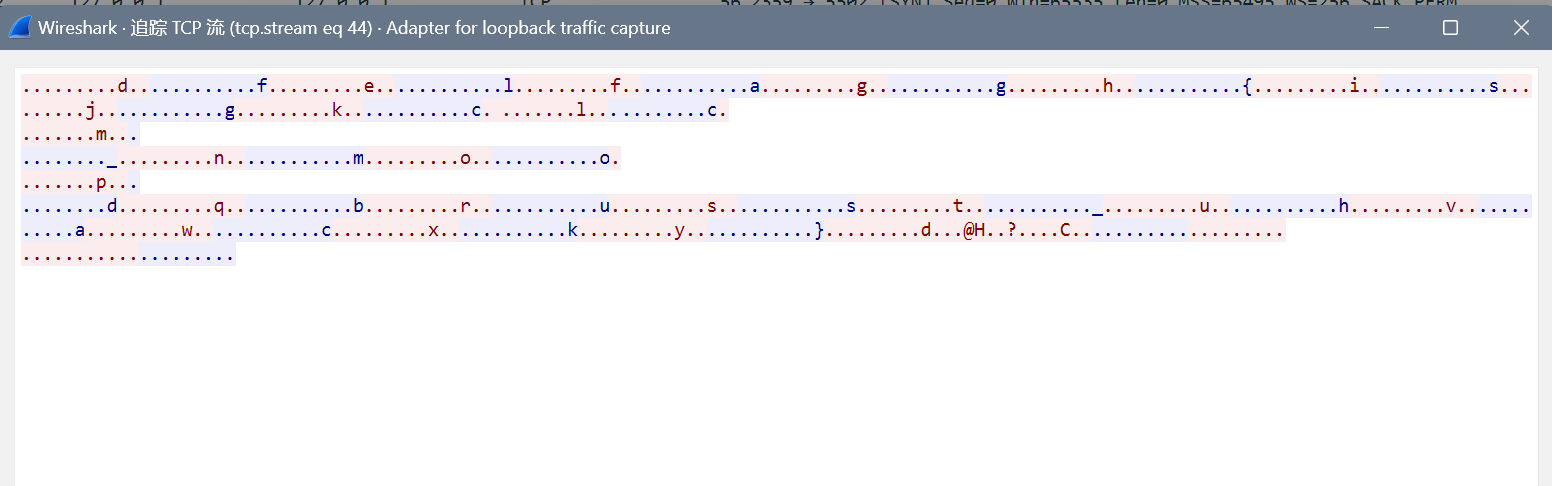 Wireshark · 追踪 TCP 流 (tcp.stream eq 44) · Adapter for loopback traffic capture
.........d............f.........e............l.........f............a.........g............g.........h............{.........i............s...
......j............g.........k............c. .......l............c.
.......m...
........_.........n............m.........o............o.
.......p...
........d.........q............b.........r............u.........s............s.........t............_.........u............h.........v.......
.....a.........w............c.........x............k.........y............}.........d...@H..?....C....................
....................